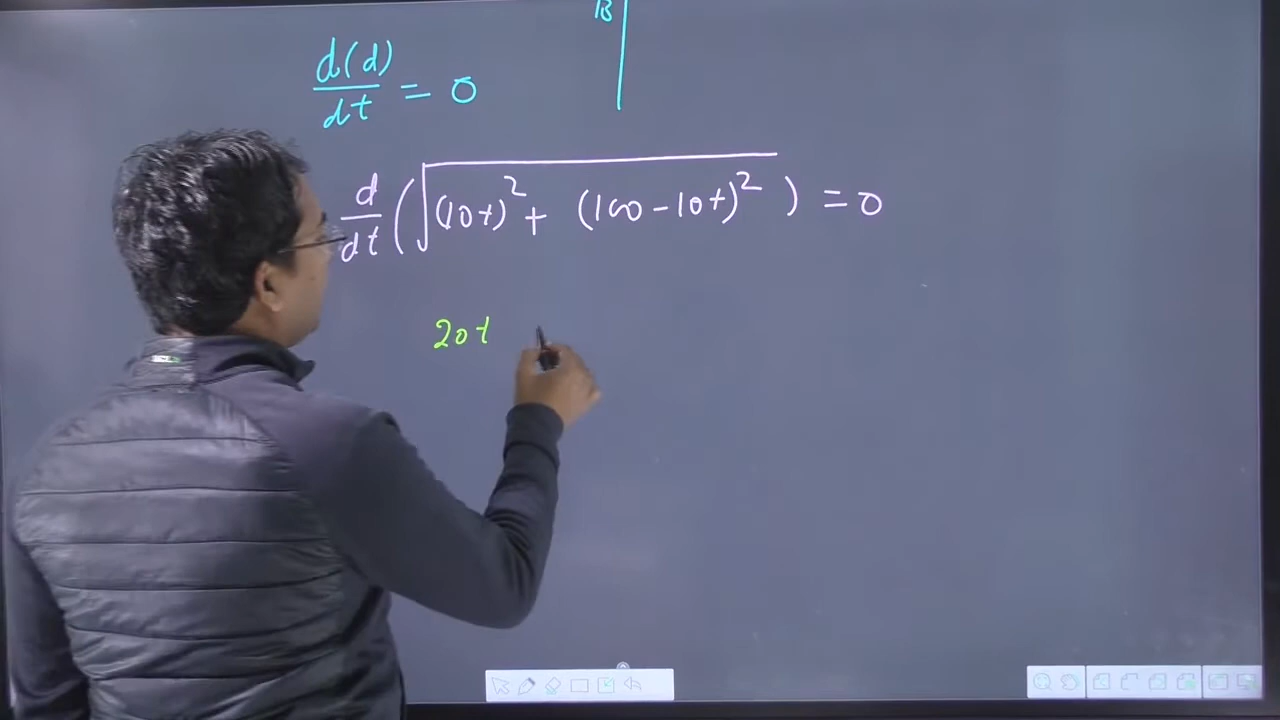 B
d(d)/dt = 0
d/dt (√((10t)² + (100-10t)²)) = 0
20t